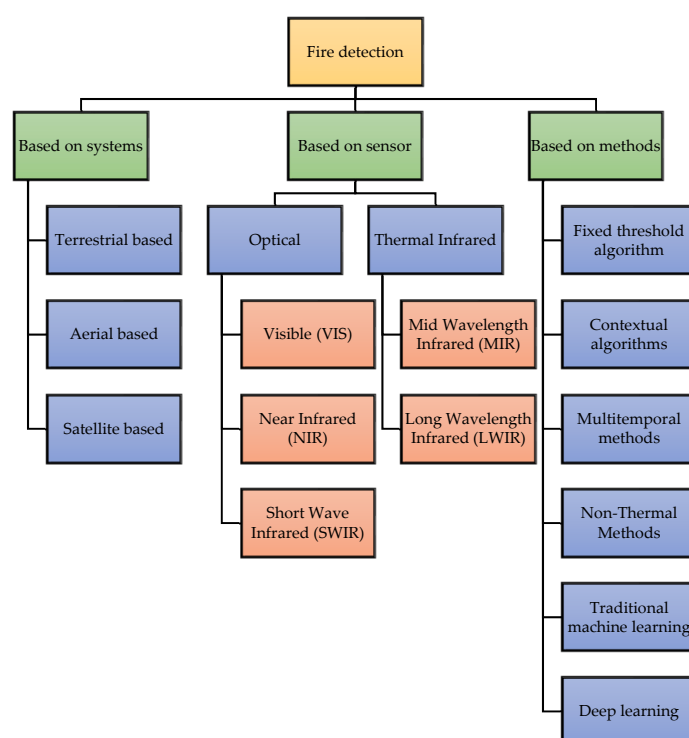 Fire detection
Based on systems
Based on sensor
Based on methods
Terrestrial based
Aerial based
Satellite based
Optical
Thermal Infrared
Visible (VIS)
Near Infrared
(NIR)
Short Wave
Infrared (SWIR)
Mid Wavelength
Infrared (MIR)
Long Wavelength
Infrared (LWIR)
Fixed threshold
algorithm
Contextual
algorithms
Multitemporal
methods
Non-Thermal
Methods
Traditional
machine learning
Deep learning